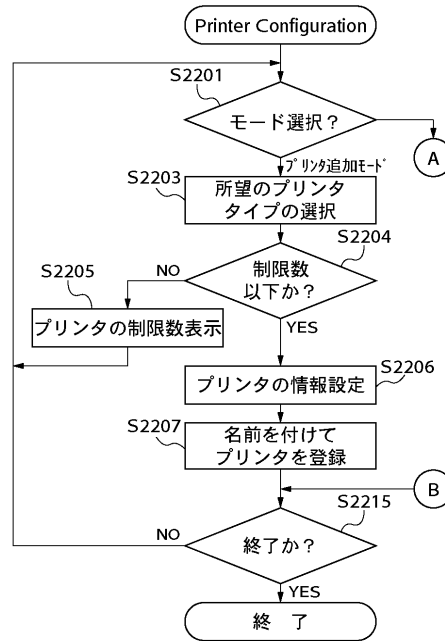 Printer Configuration
S2201
モード選択？
A
プリンタ追加モード
S2203
所望のプリンタ
タイプの選択
S2204
制限数
以下か？
NO
S2205
プリンタの制限数表示
YES
S2206
プリンタの情報設定
S2207
名前を付けて
プリンタを登録
B
S2215
終了か？
NO
YES
終　了